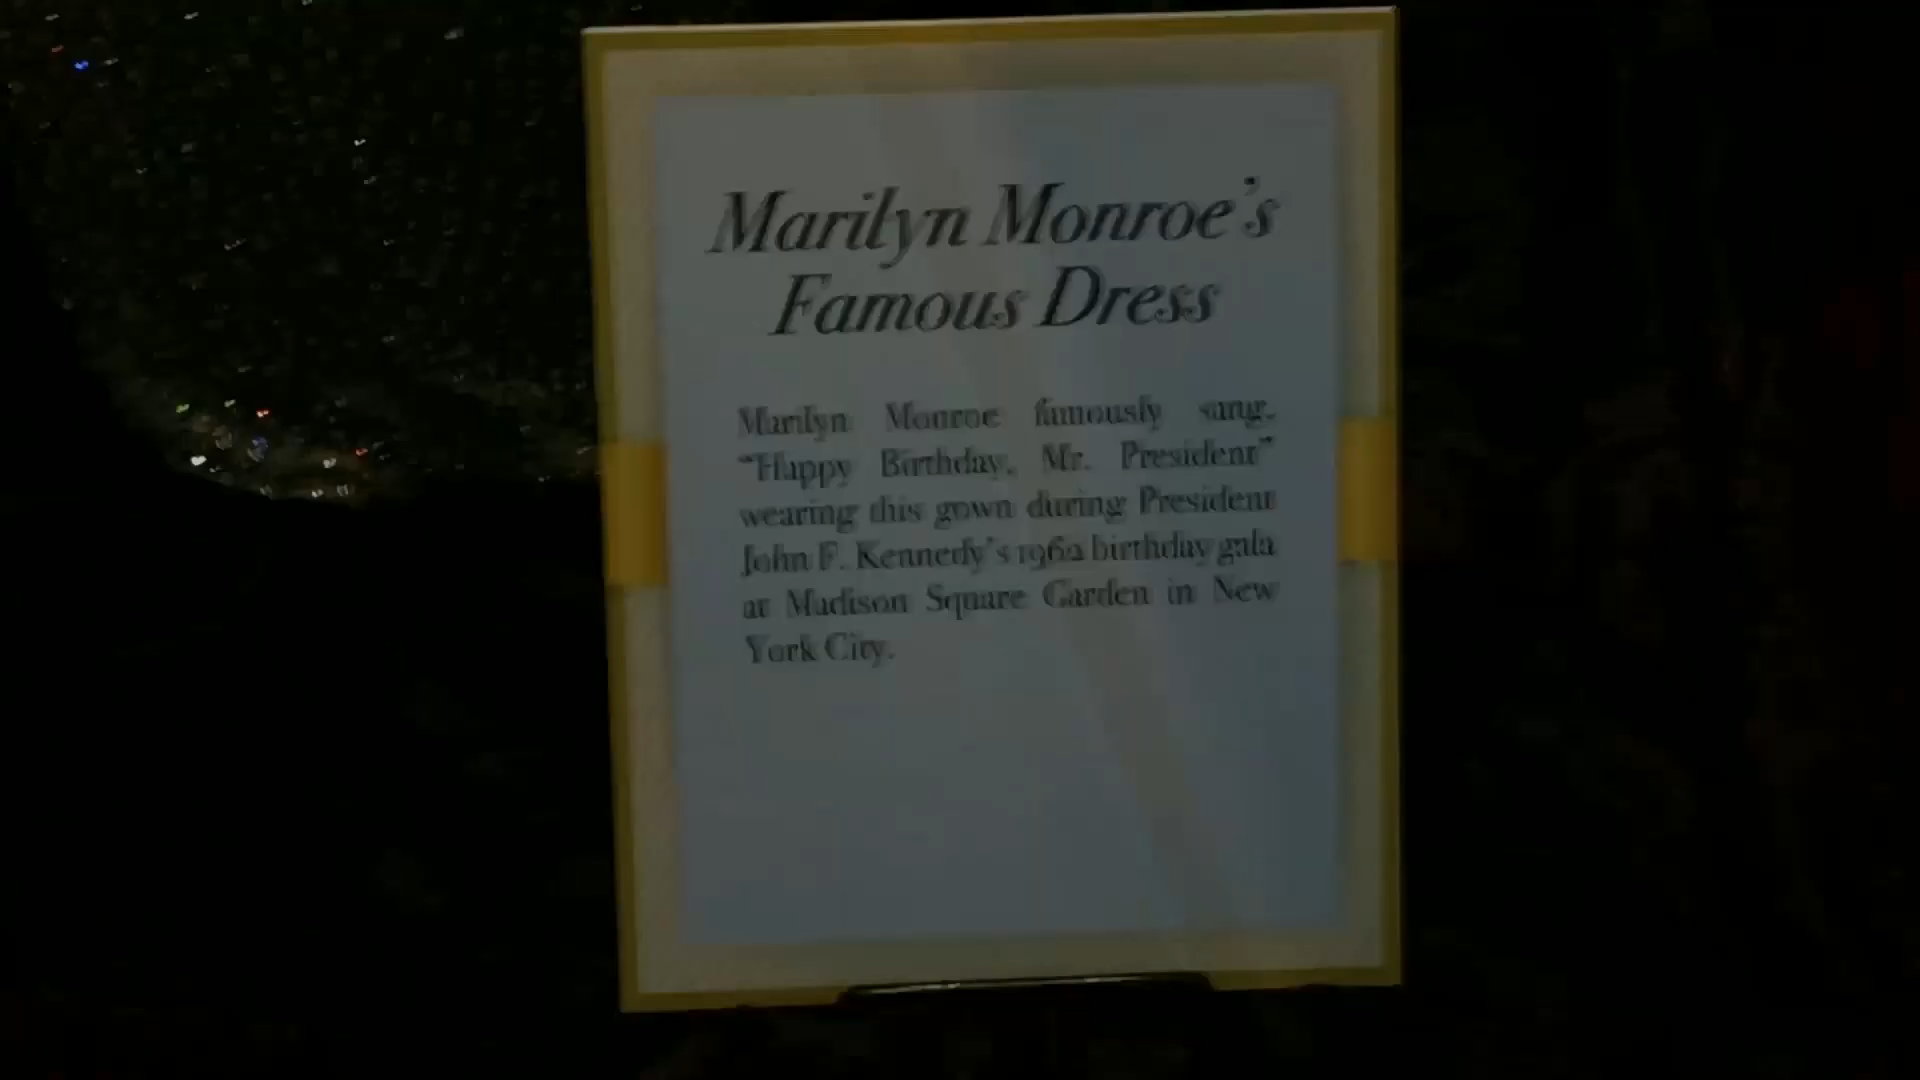 Marilyn Monroe's
Famous Dress
Marilyn Monroe famously sang,
“Happy Birthday, Mr. President”
wearing this gown during President
John F. Kennedy's 1962 birthday gala
at Madison Square Garden in New
York City.